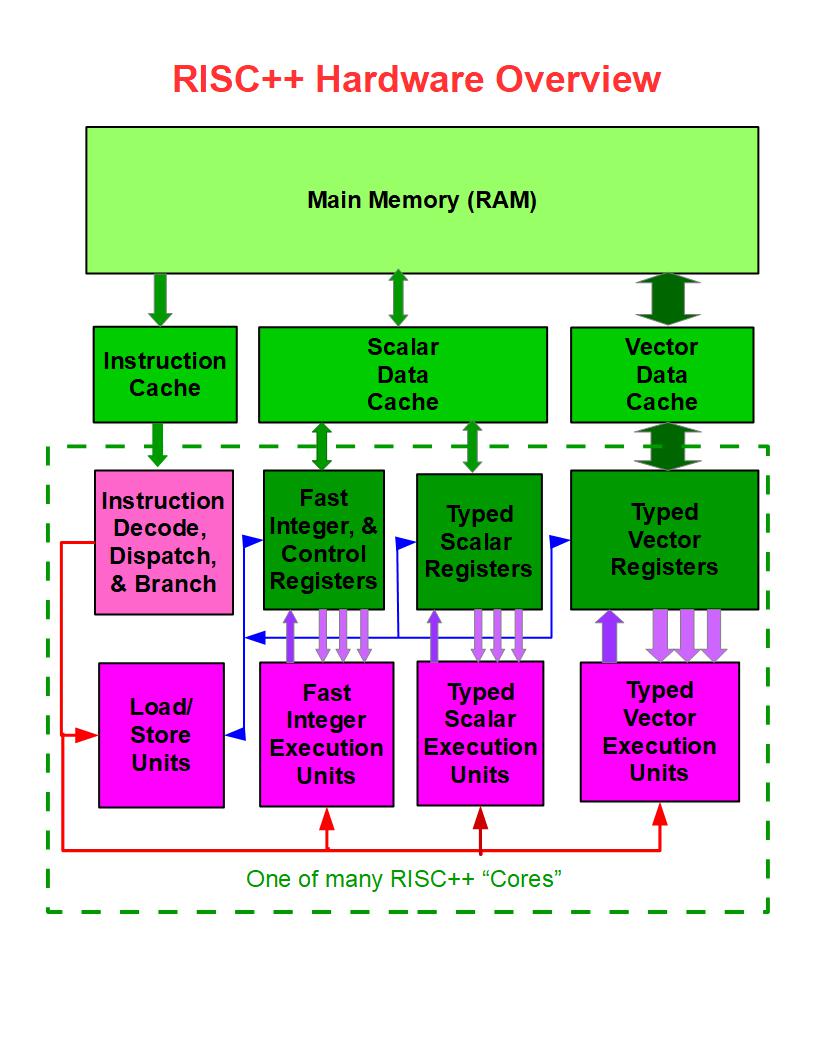 RISC++ Hardware Overview
Main Memory (RAM)
Instruction
Cache
Scalar
Data
Cache
Vector
Data
Cache
Instruction
Decode,
Dispatch,
& Branch
Fast
Integer, &
Control
Registers
Typed
Scalar
Registers
Typed
Vector
Registers
Load/
Store
Units
Fast
Integer
Execution
Units
Typed
Scalar
Execution
Units
Typed
Vector
Execution
Units
One of many RISC++ “Cores”